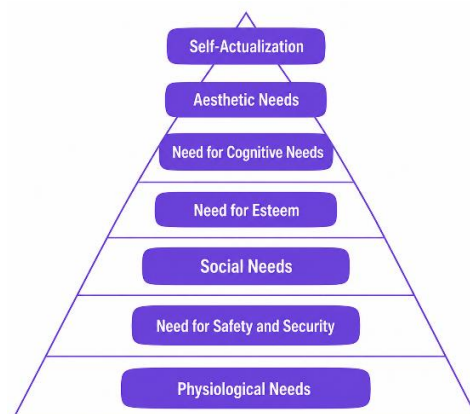 Self-Actualization
Aesthetic Needs
Need for Cognitive Needs
Need for Esteem
Social Needs
Need for Safety and Security
Physiological Needs